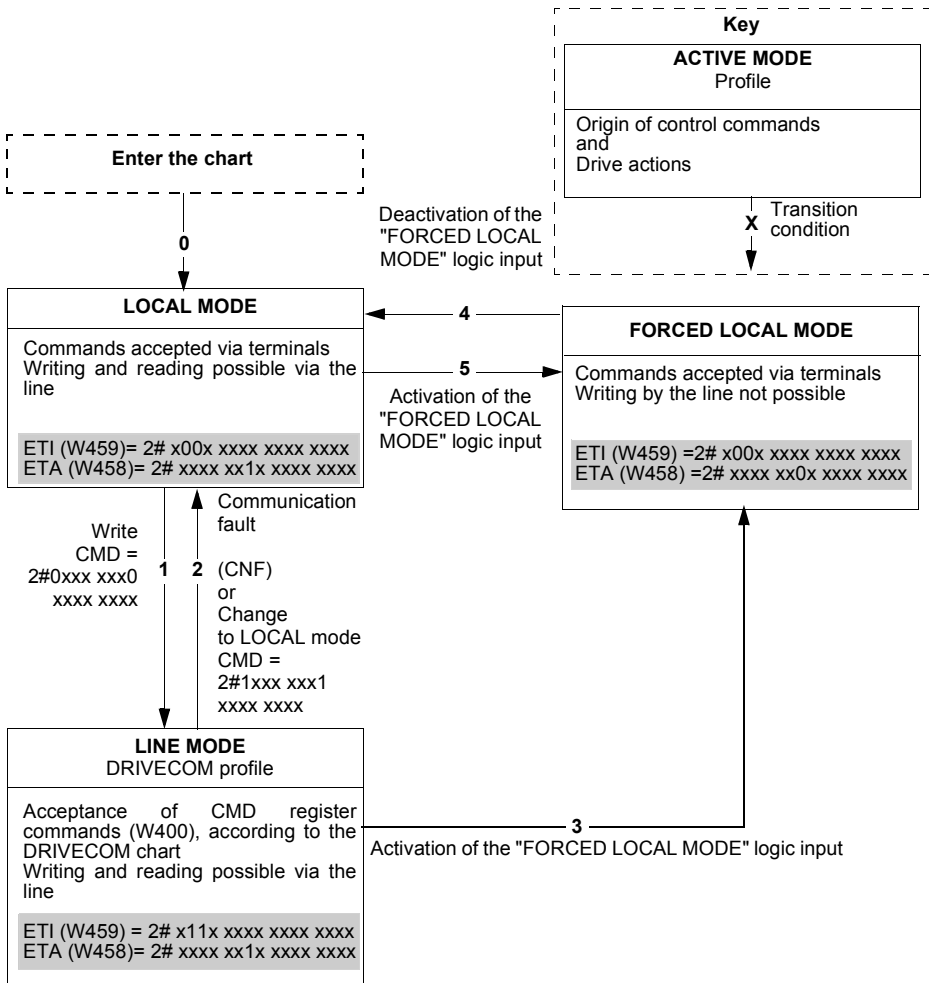 Key
ACTIVE MODE
Profile
Origin of control commands
and
Drive actions
X
Transition
condition
Enter the chart
0
Deactivation of the
"FORCED LOCAL
MODE" logic input
4
LOCAL MODE
Commands accepted via terminals
Writing and reading possible via the
line
ETI (W459)= 2# x00x xxxx xxxx xxxx
ETA (W458)= 2# xxxx xx1x xxxx xxxx
5
Activation of the
"FORCED LOCAL
MODE" logic input
FORCED LOCAL MODE
Commands accepted via terminals
Writing by the line not possible
ETI (W459) =2# x00x xxxx xxxx xxxx
ETA (W458) =2# xxxx xx0x xxxx xxxx
Write
CMD =
2#0xxx xxx0
xxxx xxxx
1
2
Communication
fault
(CNF)
or
Change
to LOCAL mode
CMD =
2#1xxx xxx1
xxxx xxxx
LINE MODE
DRIVECOM profile
Acceptance of CMD register
commands (W400), according to the
DRIVECOM chart
Writing and reading possible via the
line
ETI (W459) = 2# x11x xxxx xxxx xxxx
ETA (W458)= 2# xxxx xx1x xxxx xxxx
3
Activation of the "FORCED LOCAL MODE" logic input